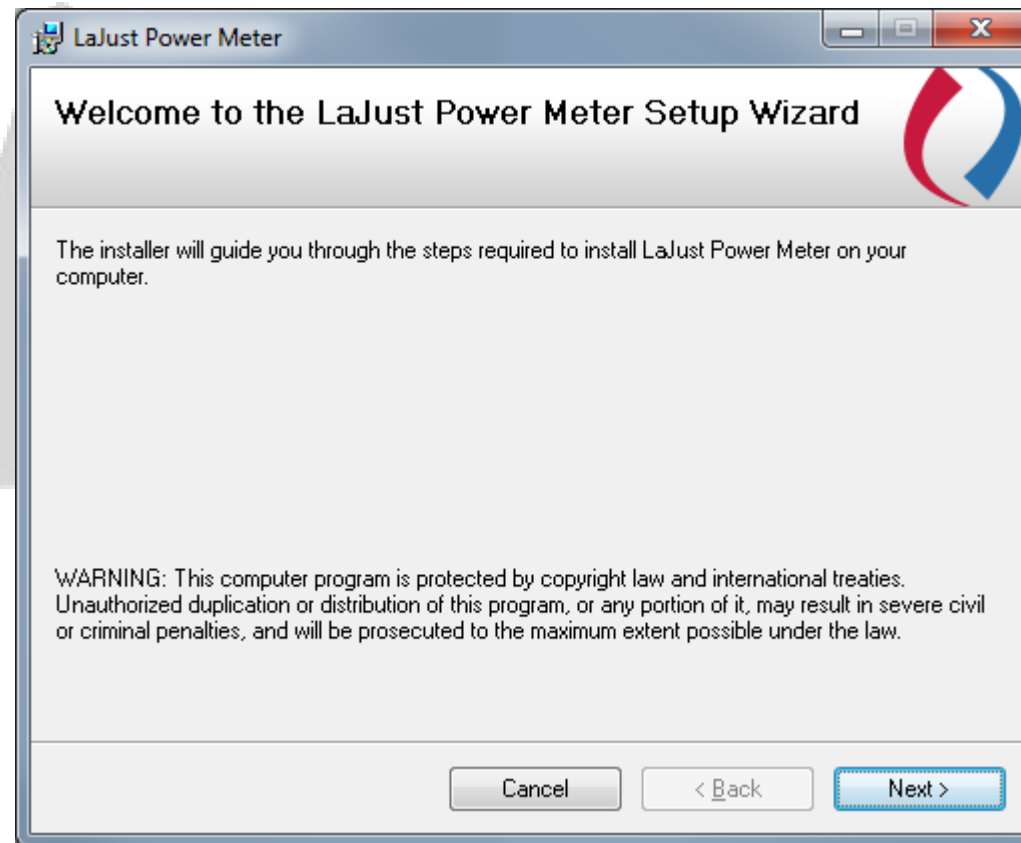 LaJust Power Meter
Welcome to the LaJust Power Meter Setup Wizard
The installer will guide you through the steps required to install LaJust Power Meter on your
computer.
WARNING: This computer program is protected by copyright law and international treaties.
Unauthorized duplication or distribution of this program, or any portion of it, may result in severe civil
or criminal penalties, and will be prosecuted to the maximum extent possible under the law.
Cancel < Back Next >